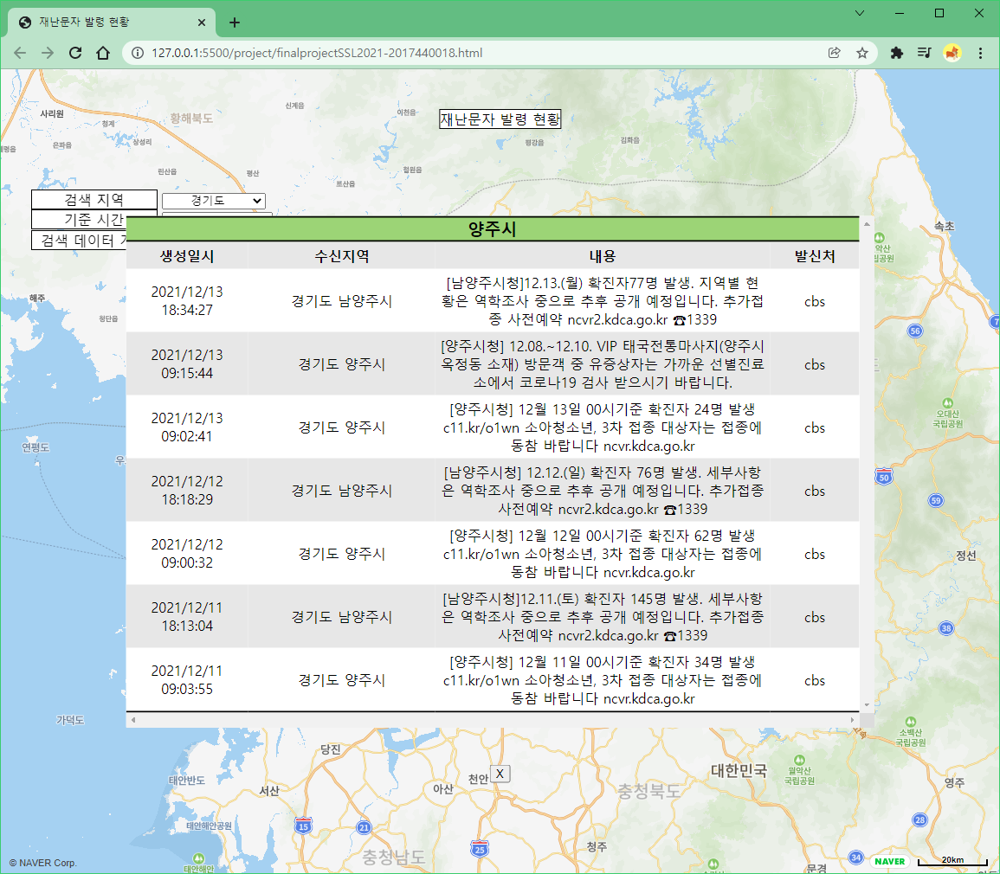 재난문자 발령 현황
127.0.0.1:5500/project/finalprojectSSL2021-2017440018.html
사리원
황해북도
신계읍
이천읍
재난문자 발령 현황
평강읍
김화읍
은파읍
삼성리
린산읍
평산
철원읍
토산읍
검색 지역
경기도
기준 시간
검색 데이터
양주시
생성일시 수신지역 내용 발신처
2021/12/13
18:34:27
경기도 남양주시
[남양주시청]12.13.(월) 확진자77명 발생. 지역별 현
황은 역학조사 중으로 추후 공개 예정입니다. 추가접
종 사전예약 ncvr2.kdca.go.kr ☎1339
cbs
2021/12/13
09:15:44
경기도 양주시
[양주시청] 12.08.~12.10. VIP 태국전통마사지(양주시
옥정동 소재) 방문객 중 유증상자는 가까운 선별진료
소에서 코로나19 검사 받으시기 바랍니다.
cbs
2021/12/13
09:02:41
경기도 양주시
[양주시청] 12월 13일 00시기준 확진자 24명 발생
c11.kr/o1wn 소아청소년, 3차 접종 대상자는 접종에
동참 바랍니다 ncvr.kdca.go.kr
cbs
2021/12/12
18:18:29
경기도 남양주시
[남양주시청] 12.12.(일) 확진자 76명 발생. 세부사항
은 역학조사 중으로 추후 공개 예정입니다. 추가접종
사전예약 ncvr2.kdca.go.kr ☎1339
cbs
2021/12/12
09:00:32
경기도 양주시
[양주시청] 12월 12일 00시기준 확진자 62명 발생
c11.kr/o1wn 소아청소년, 3차 접종 대상자는 접종에
동참 바랍니다 ncvr.kdca.go.kr
cbs
2021/12/11
18:13:04
경기도 남양주시
[남양주시청]12.11.(토) 확진자 145명 발생. 세부사항
은 역학조사 중으로 추후 공개 예정입니다. 추가접종
사전예약 ncvr2.kdca.go.kr ☎1339
cbs
2021/12/11
09:03:55
경기도 양주시
[양주시청] 12월 11일 00시기준 확진자 34명 발생
c11.kr/o1wn 소아청소년, 3차 접종 대상자는 접종에
동참 바랍니다 ncvr.kdca.go.kr
cbs
속초
해주
청단읍
56
오대산
국립공원
연평도
50
59
정선
38
가덕도
소백산
국립공원
당진
대한민국
월악산
국립공원
태안반도
서산
아산
천안
X
충청북도
영주
태안해안공원
15
21
28
25
청주
충청남도
34
문경
태안해안
© NAVER Corp.
NAVER
20km